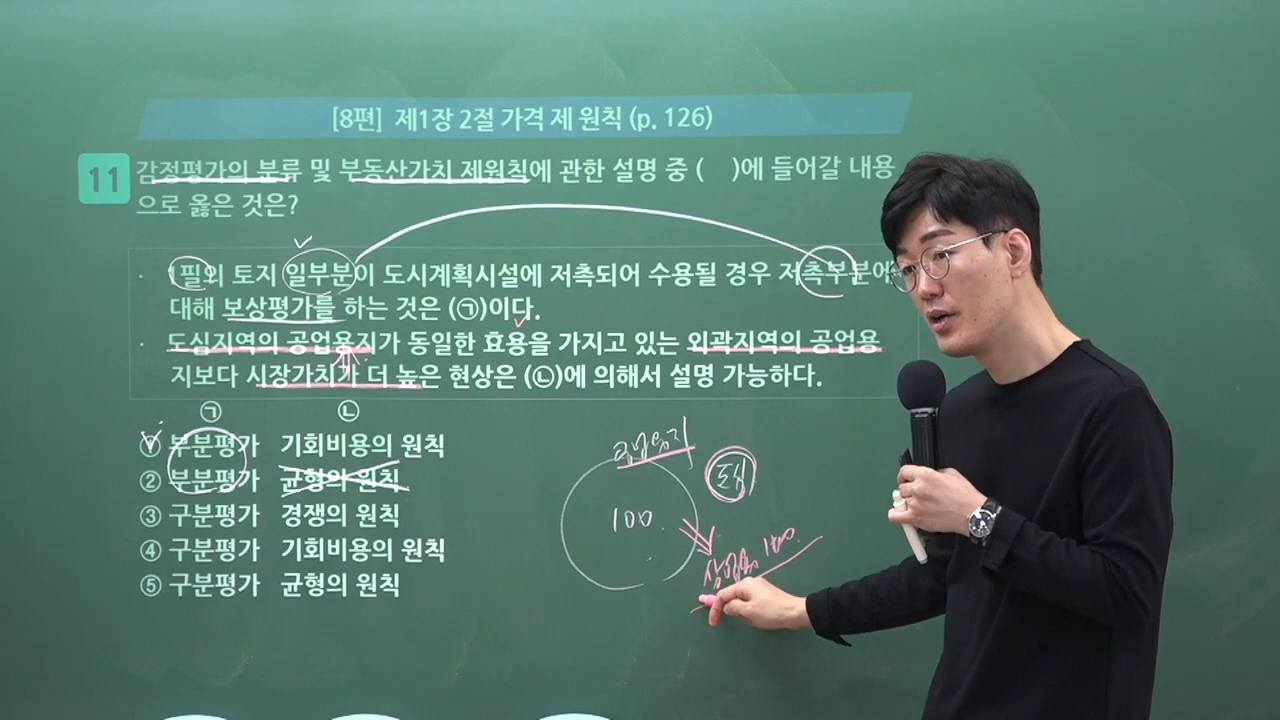 [8편] 제1장 2절 가격 제 원칙 (p. 126)
11 감정평가의 분류 및 부동산가치 제원칙에 관한 설명 중 ( )에 들어갈 내용
으로 옳은 것은?
· 1필의 토지 일부분이 도시계획시설에 저촉되어 수용될 경우 저촉부분에
대해 보상평가를 하는 것은 (㉠)이다.
· 도심지역의 공업용지가 동일한 효용을 가지고 있는 외곽지역의 공업용
지보다 시장가치가 더 높은 현상은 (㉡)에 의해서 설명 가능하다.
㉠ ㉡
① 부분평가 기회비용의 원칙
② 부분평가 균형의 원칙
③ 구분평가 경쟁의 원칙
④ 구분평가 기회비용의 원칙
⑤ 구분평가 균형의 원칙
공업용지
도심
100
상업용